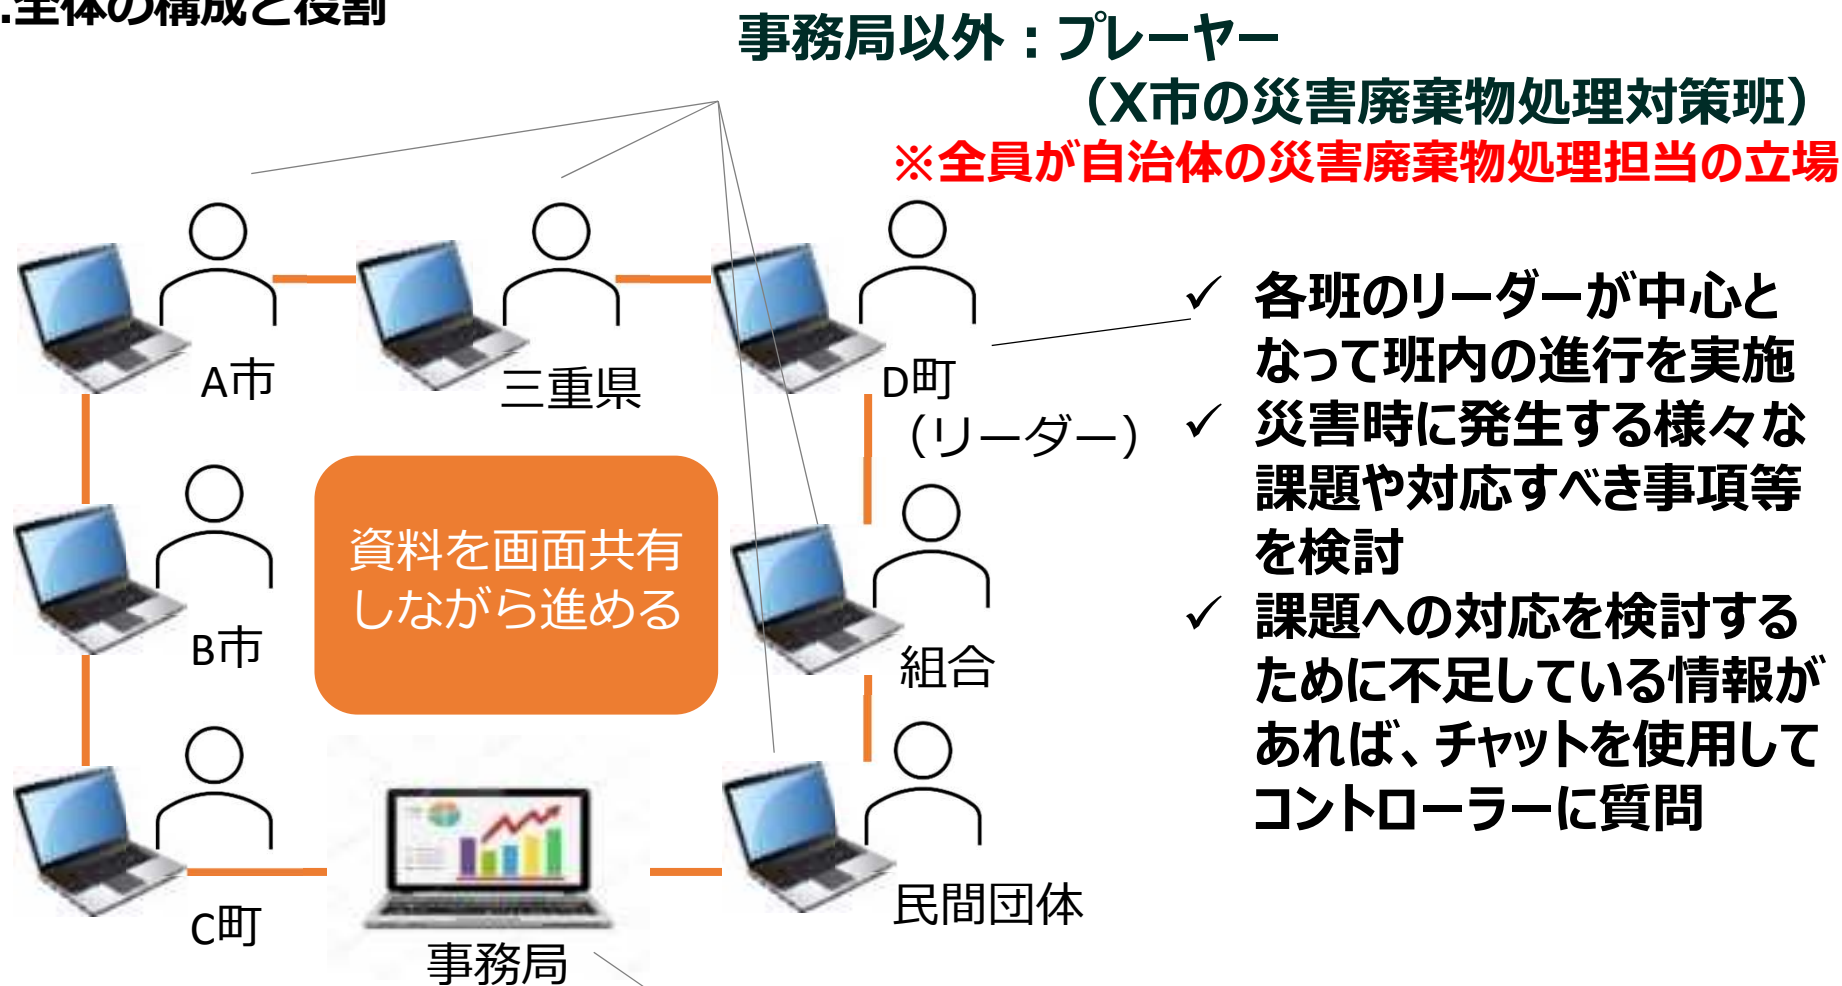 .全体の構成と役割
事務局以外：プレーヤー
（X市の災害廃棄物処理対策班）
※全員が自治体の災害廃棄物処理担当の立場
A市
三重県
D町
（リーダー）
B市
資料を画面共有
しながら進める
組合
C町
事務局
民間団体
✓ 各班のリーダーが中心と
なって班内の進行を実施
✓ 災害時に発生する様々な
課題や対応すべき事項等
を検討
✓ 課題への対応を検討する
ために不足している情報が
あれば、チャットを使用して
コントローラーに質問